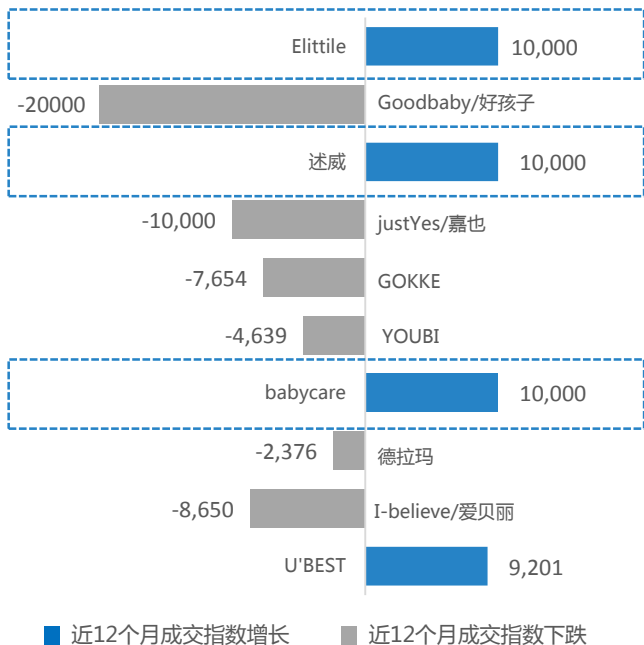 Elittile 10,000
-20000 Goodbaby/好孩子
述威 10,000
-10,000 justYes/嘉也
-7,654 GOKKE
-4,639 YOUBI
babycare 10,000
-2,376 德拉玛
-8,650 I-believe/爱贝丽
U'BEST 9,201
近12个月成交指数增长 近12个月成交指数下跌